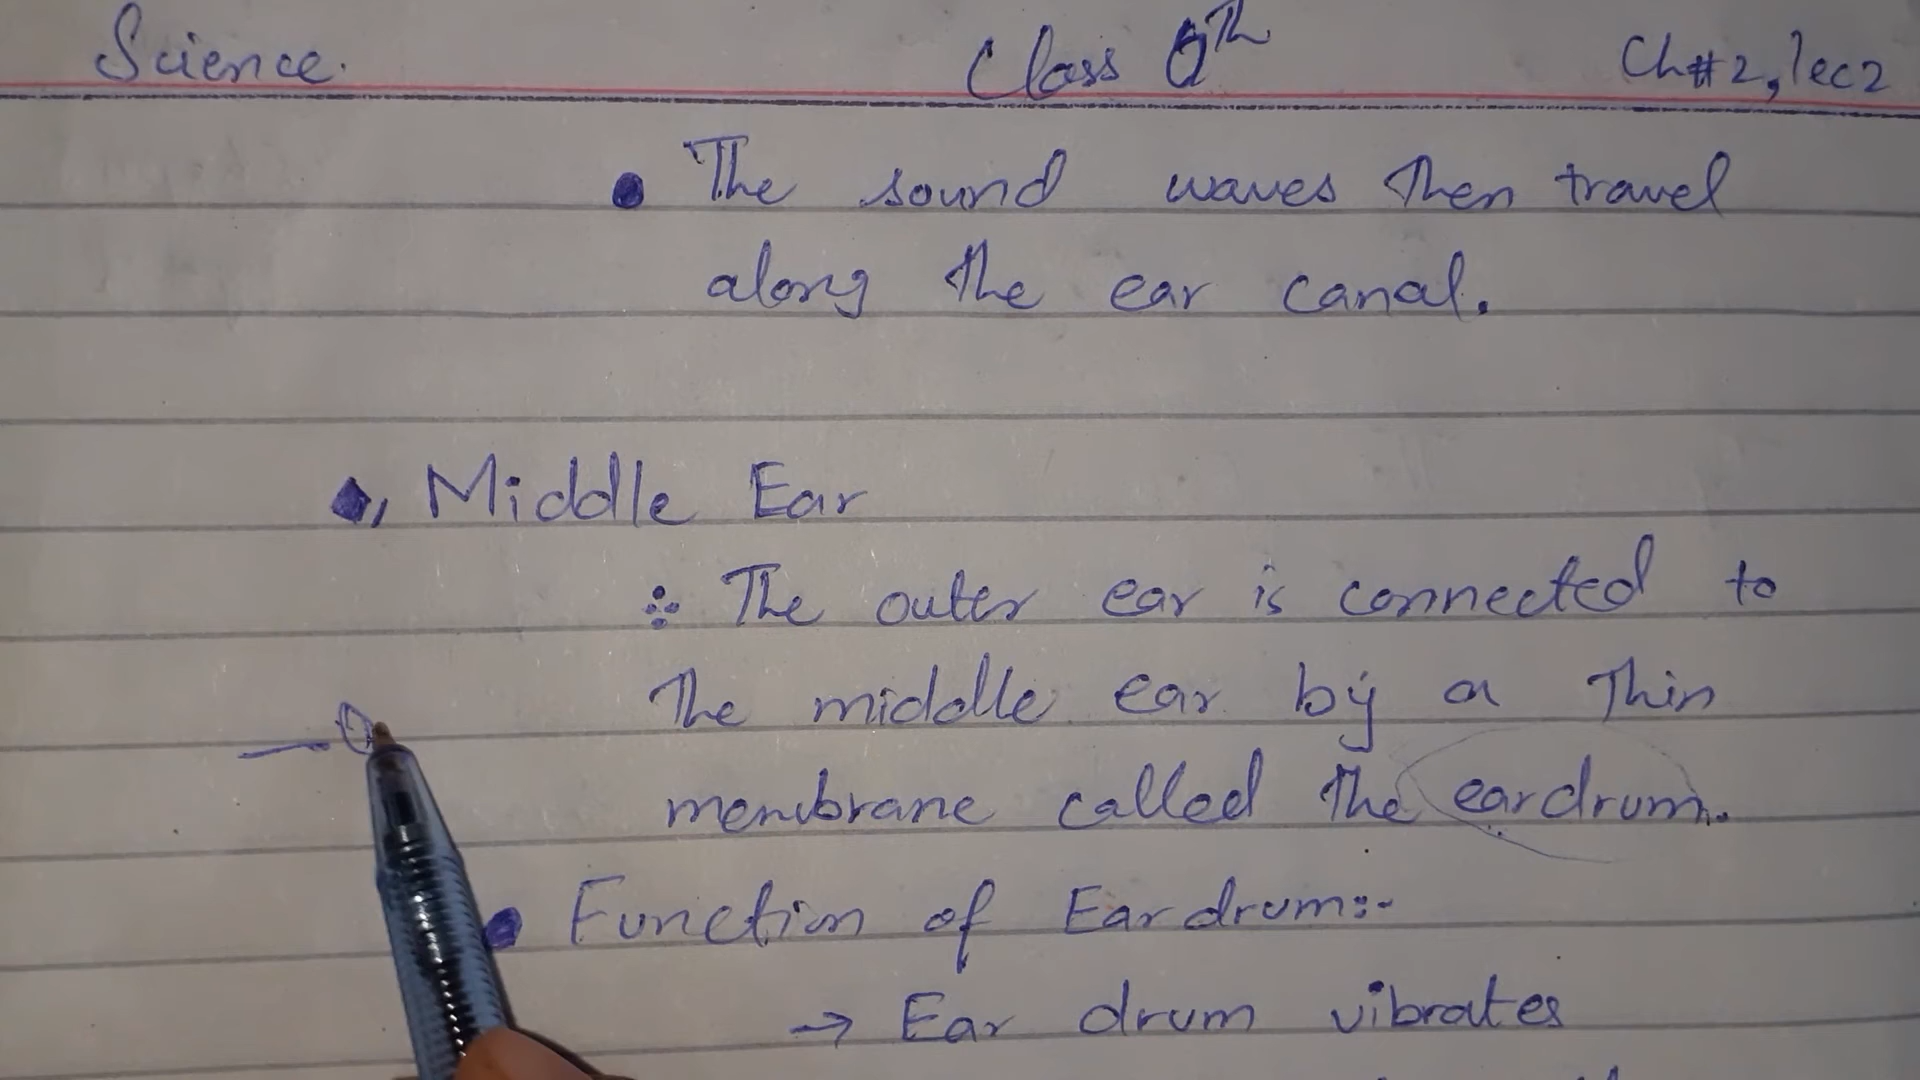 Science. Class 8Th Ch#2, lec2
• The sound waves then travel
along the ear canal.
◆, Middle Ear
The outer ear is connected to
the middle ear by a thin
membrane called the eardrum.
• Function of Eardrum:-
→ Ear drum vibrates